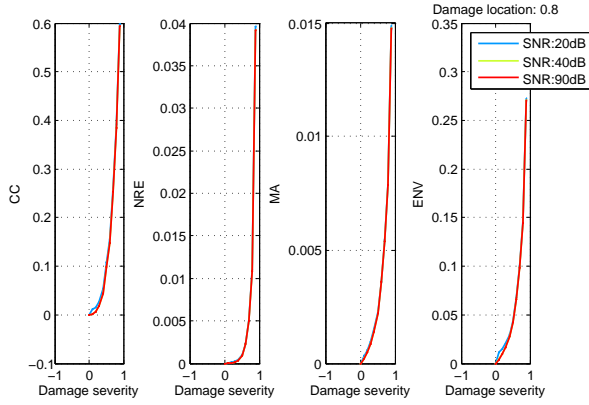 Damage location: 0.8
SNR:20dB
SNR:40dB
SNR:90dB
0.6
0.5
0.4
0.3
0.2
0.1
0
−0.1
CC
−1 0 1
Damage severity
0.04
0.035
0.03
0.025
0.02
0.015
0.01
0.005
0
NRE
−1 0 1
Damage severity
0.015
0.01
0.005
0
MA
−1 0 1
Damage severity
0.35
0.3
0.25
0.2
0.15
0.1
0.05
0
ENV
−1 0 1
Damage severity